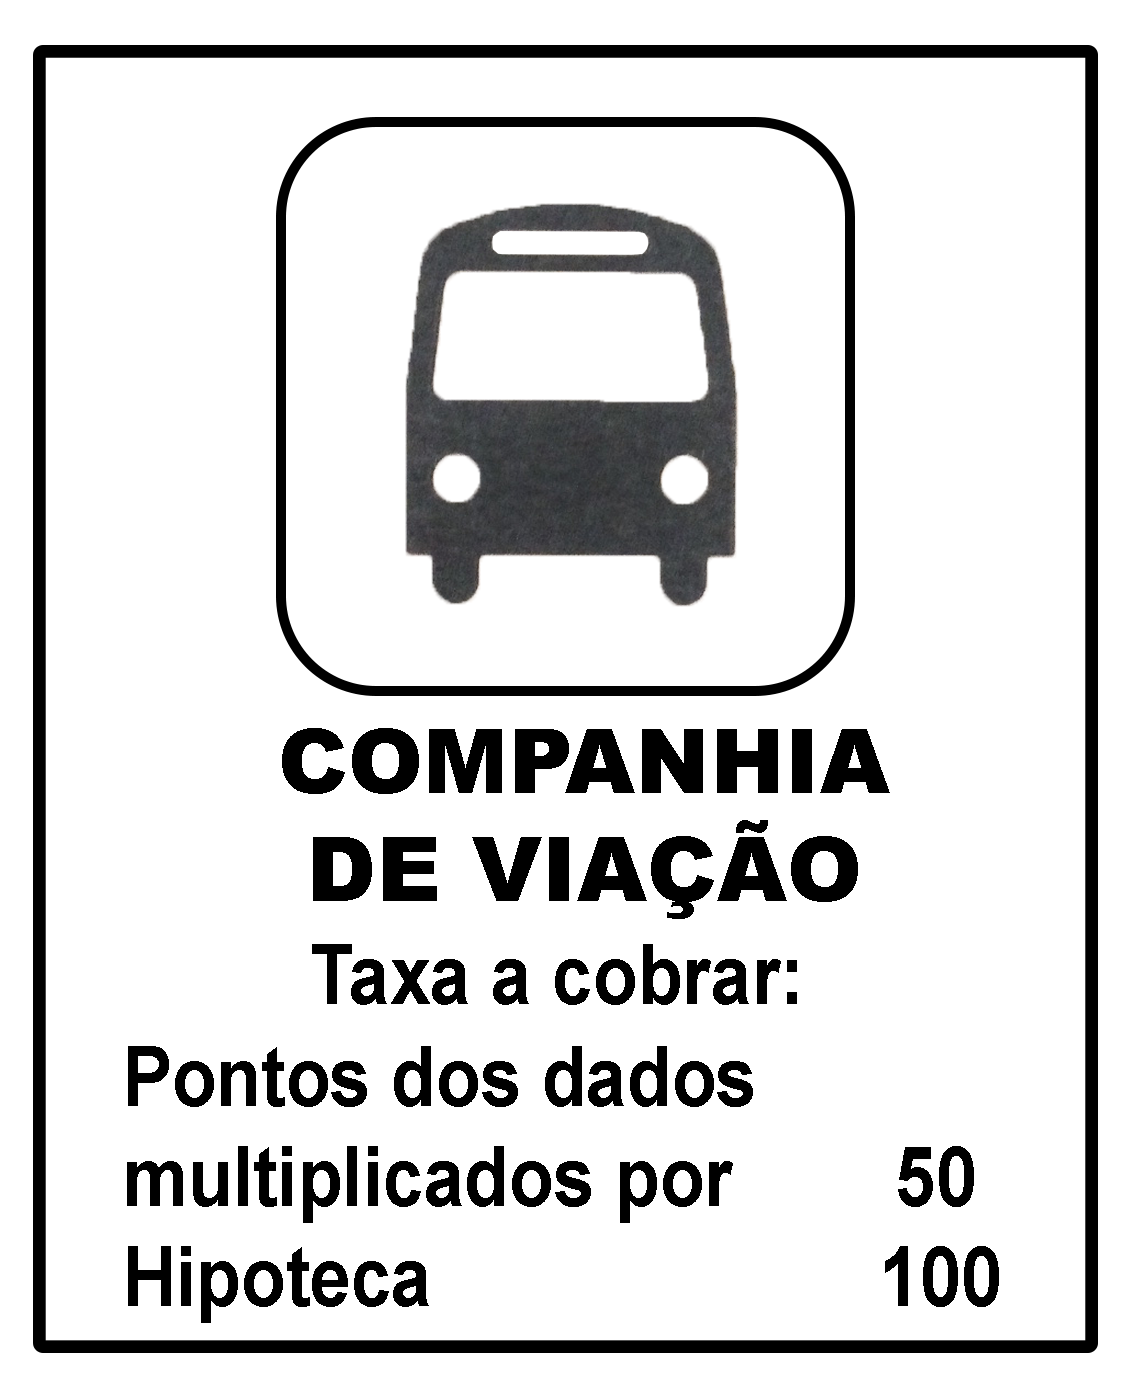 COMPANHIA
DE VIAÇÃO
Taxa a cobrar:
Pontos dos dados
multiplicados por 50
Hipoteca 100